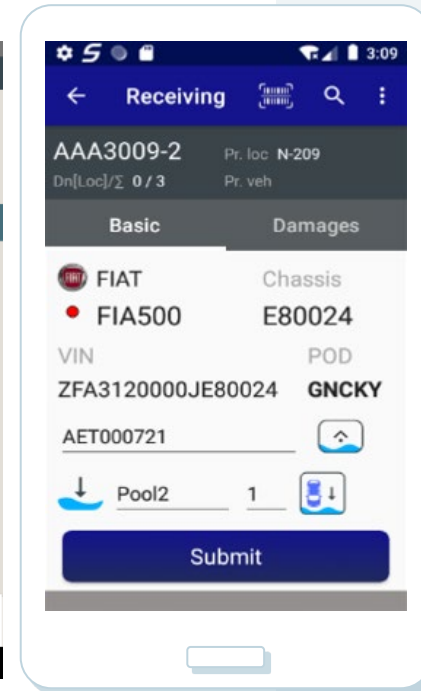 3:09
Receiving
AAA3009-2 Pr. loc N-209
Dn[Loc]/Σ 0 / 3 Pr. veh
Basic Damages
FIAT Chassis
FIA500 E80024
VIN POD
ZFA3120000JE80024 GNCKY
AET000721
Pool2 1
Submit